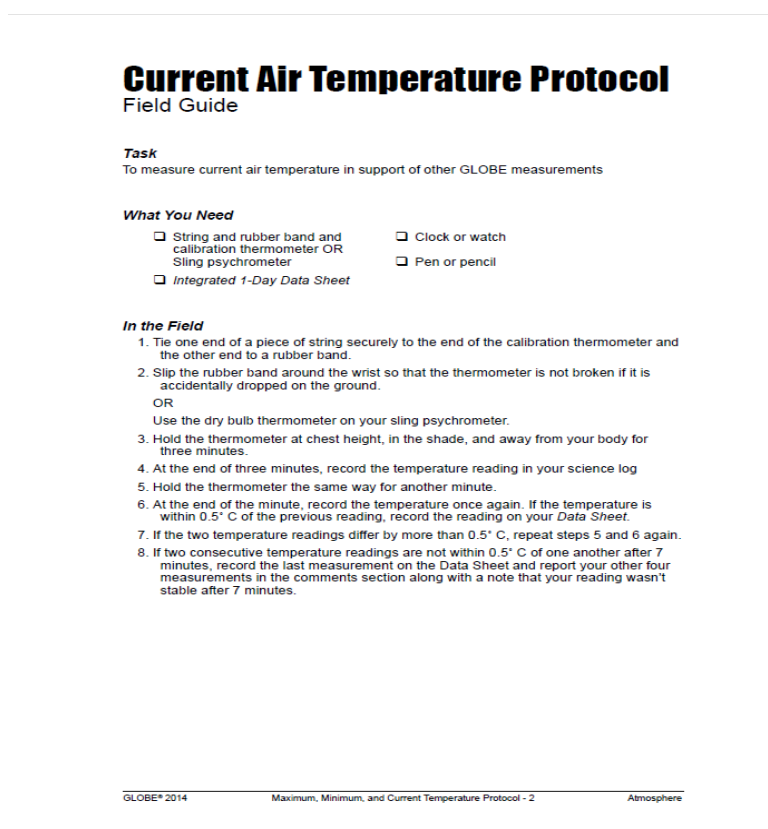 Current Air Temperature Protocol
Field Guide
Task
To measure current air temperature in support of other GLOBE measurements
What You Need
❑ String and rubber band and
calibration thermometer OR
Sling psychrometer
❑ Integrated 1-Day Data Sheet
❑ Clock or watch
❑ Pen or pencil
In the Field
1. Tie one end of a piece of string securely to the end of the calibration thermometer and
the other end to a rubber band.
2. Slip the rubber band around the wrist so that the thermometer is not broken if it is
accidentally dropped on the ground.
OR
Use the dry bulb thermometer on your sling psychrometer.
3. Hold the thermometer at chest height, in the shade, and away from your body for
three minutes.
4. At the end of three minutes, record the temperature reading in your science log
5. Hold the thermometer the same way for another minute.
6. At the end of the minute, record the temperature once again. If the temperature is
within 0.5˚ C of the previous reading, record the reading on your Data Sheet.
7. If the two temperature readings differ by more than 0.5˚ C, repeat steps 5 and 6 again.
8. If two consecutive temperature readings are not within 0.5˚ C of one another after 7
minutes, record the last measurement on the Data Sheet and report your other four
measurements in the comments section along with a note that your reading wasn't
stable after 7 minutes.
GLOBE® 2014 Maximum, Minimum, and Current Temperature Protocol - 2 Atmosphere